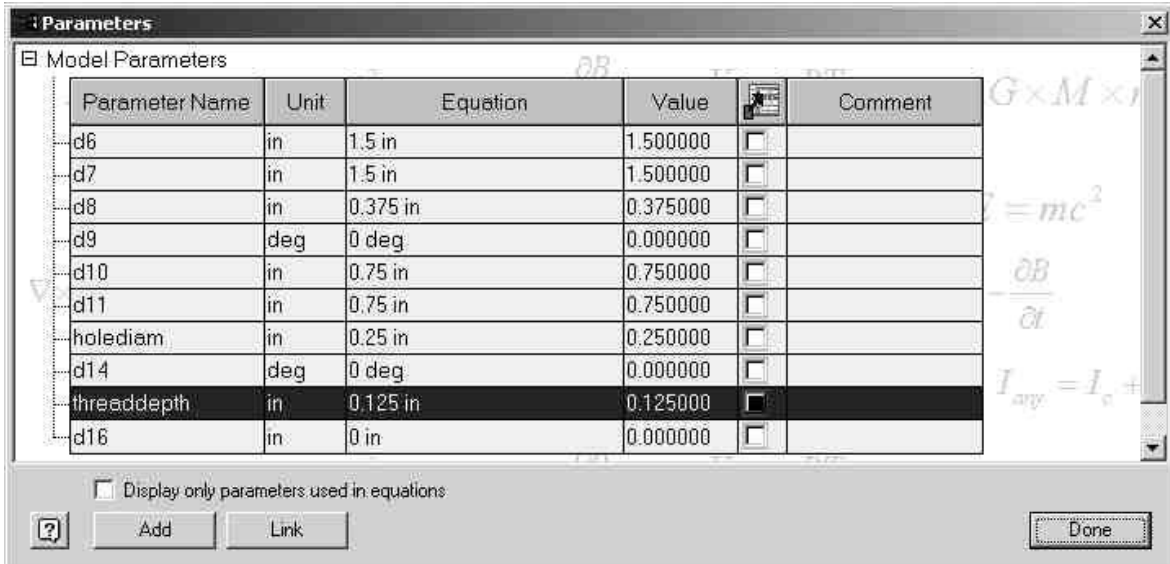 Parameters
Model Parameters
∂B
Parameter Name Unit Equation Value Comment
G×M×
d6 in 1.5 in 1.500000
d7 in 1.5 in 1.500000
d8 in 0.375 in 0.375000
= mc²
d9 deg 0 deg 0.000000
d10 in 0.75 in 0.750000
∂B
d11 in 0.75 in 0.750000
∂t
holediam in 0.25 in 0.250000
d14 deg 0 deg 0.000000
threaddepth in 0.125 in 0.125000
d16 in 0 in 0.000000
Display only parameters used in equations
? Add Link Done